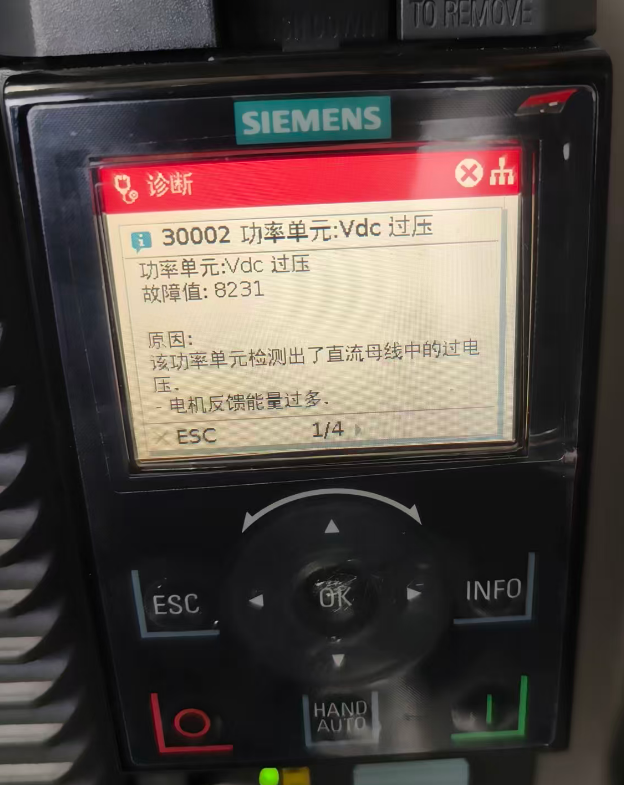 TO REMOVE
SIEMENS
诊断
30002 功率单元:Vdc 过压
功率单元:Vdc 过压
故障值: 8231
原因:
该功率单元检测出了直流母线中的过电
压.
- 电机反馈能量过多.
ESC 1/4
ESC OK INFO
HAND
AUTO